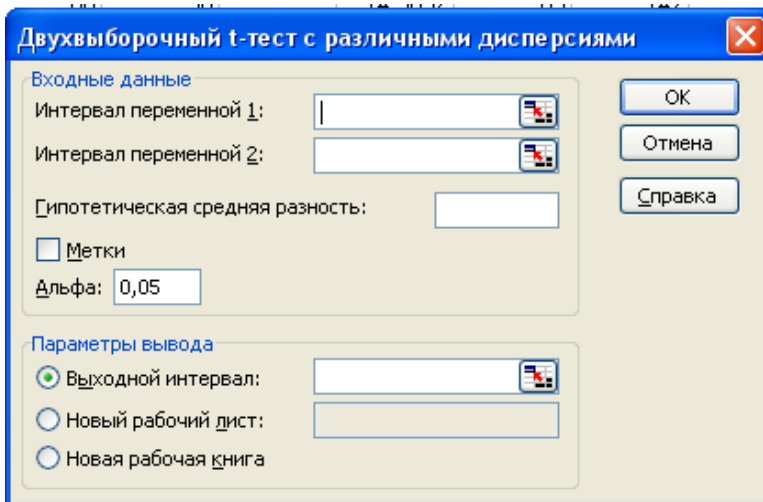 Двухвыборочный t-тест с различными дисперсиями
Входные данные
Интервал переменной 1:
Интервал переменной 2:
Гипотетическая средняя разность:
Метки
Альфа: 0,05
ОК
Отмена
Справка
Параметры вывода
Выходной интервал:
Новый рабочий лист:
Новая рабочая книга